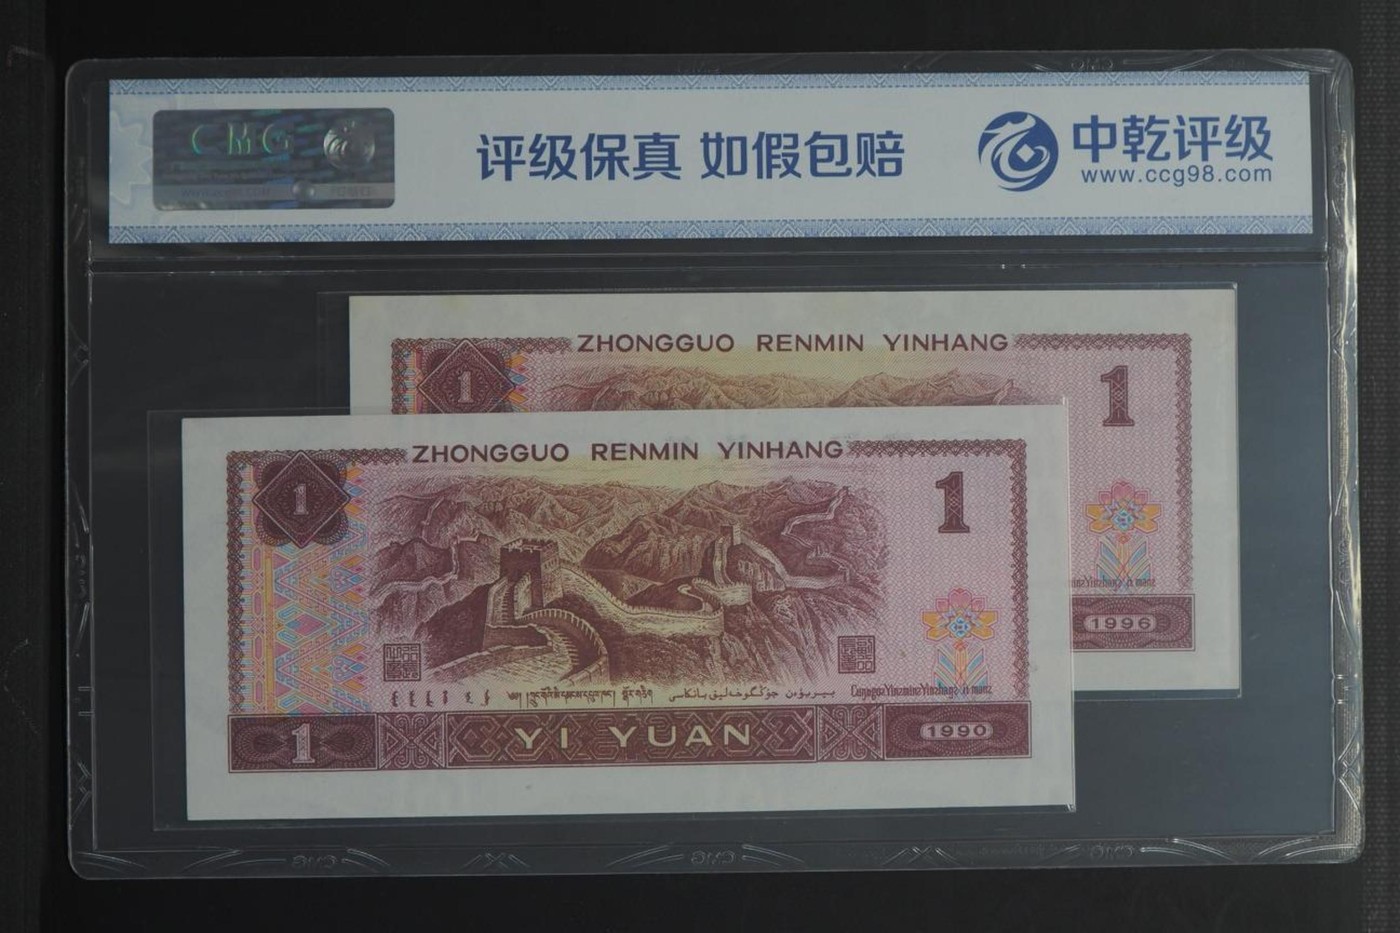 CMG
评级保真 如假包赔
中乾评级
www.ccg98.com
ZHONGGUO RENMIN YINHANG
1
1
1996
ZHONGGUO RENMIN YINHANG
1
1
1
YI YUAN
1990